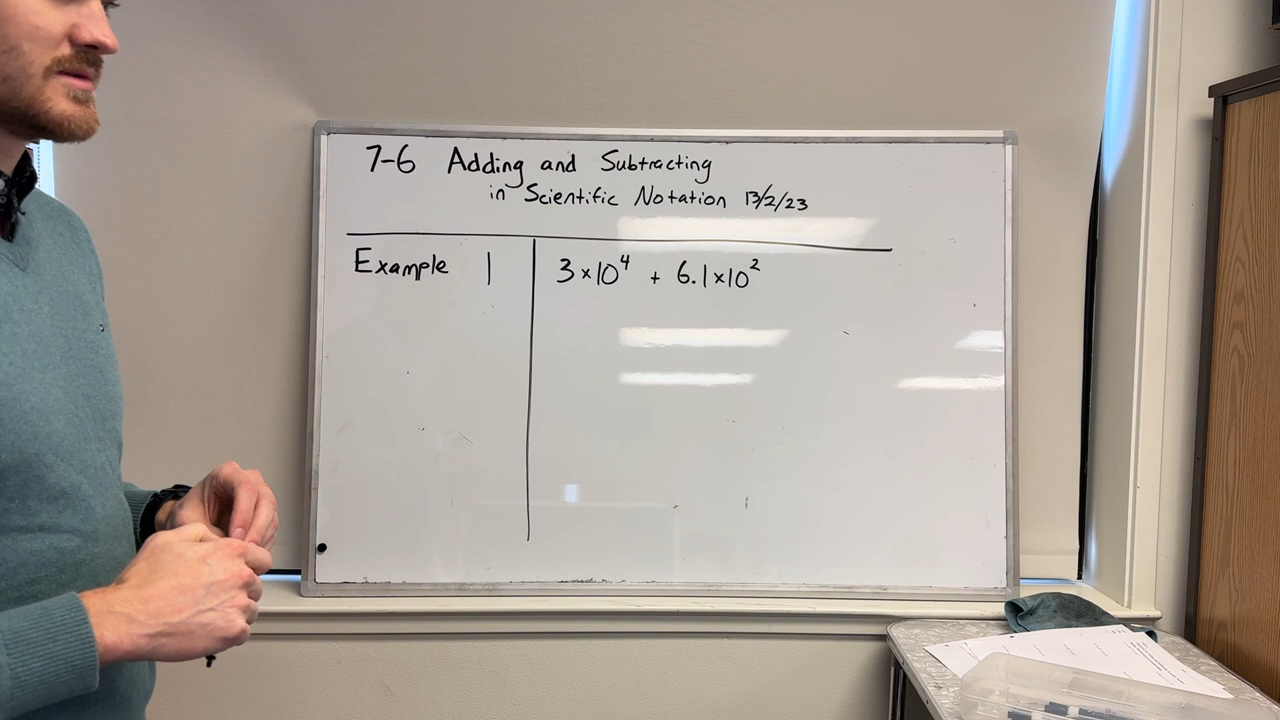 7-6 Adding and Subtracting
in Scientific Notation 13/2/23
Example 1
3×10⁴ + 6.1×10²